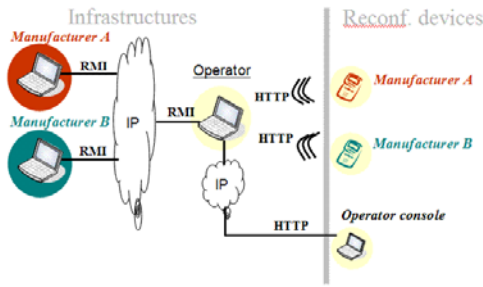 Infrastructures
Reconf. devices
Manufacturer A
RMI
Operator
HTTP
Manufacturer A
IP
RMI
Manufacturer B
HTTP
Manufacturer B
RMI
IP
HTTP
Operator console